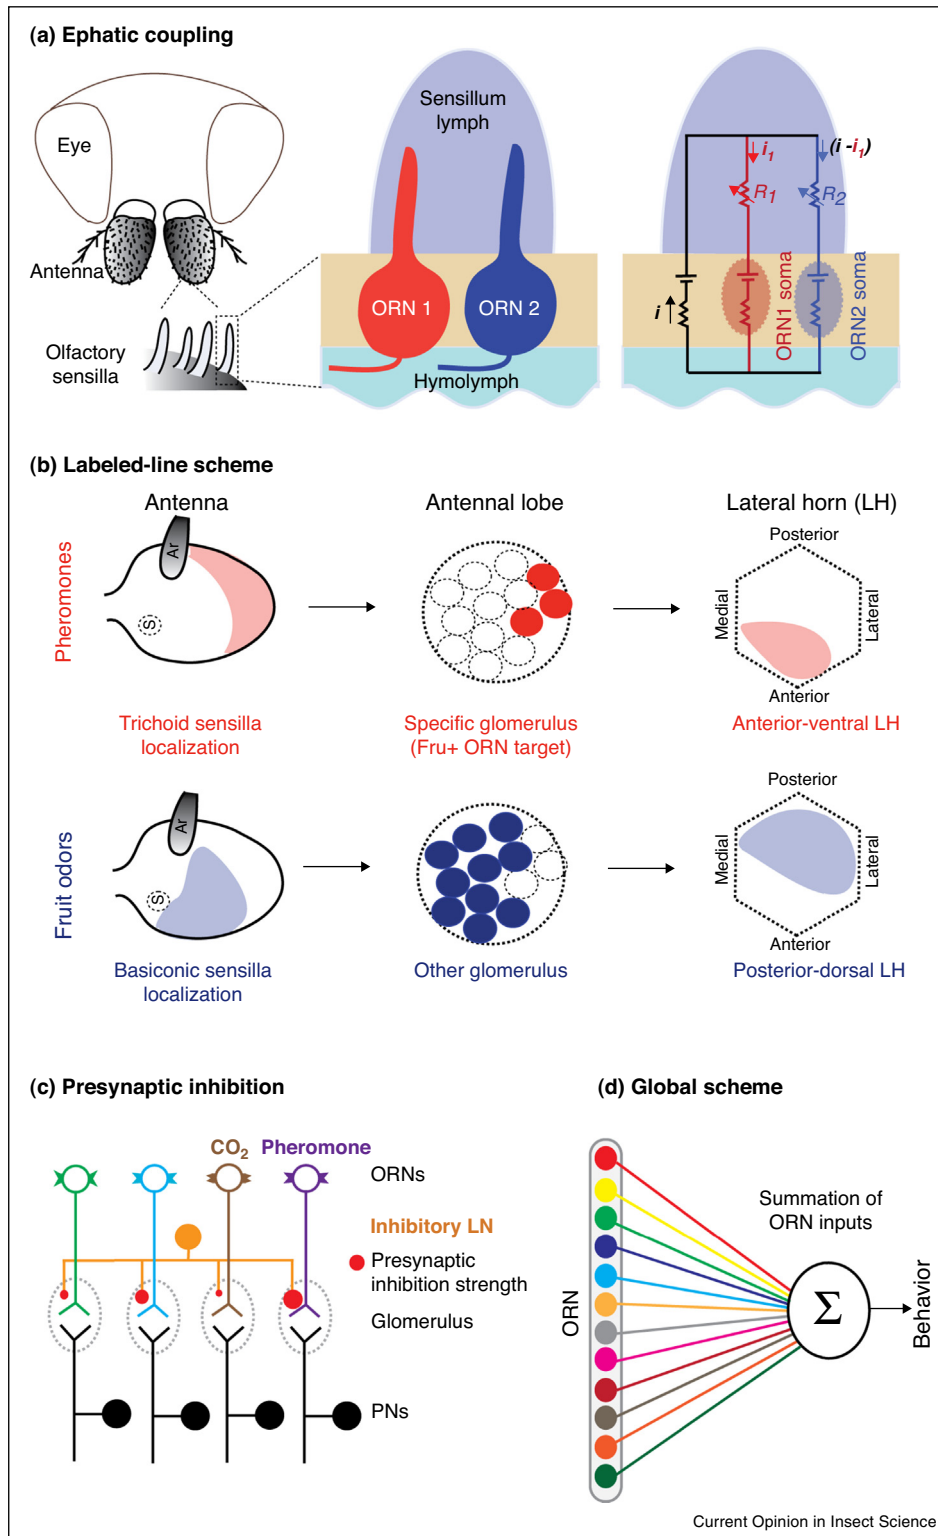 (a) Ephatic coupling
Eye
Antenna
Olfactory
sensilla
Sensillum
lymph
ORN 1
ORN 2
Hymolymph
i
i1
(i -i1)
R1
R2
ORN1 soma
ORN2 soma
(b) Labeled-line scheme
Antenna
Antennal lobe
Lateral horn (LH)
Pheromones
Ar
S
Posterior
Medial
Lateral
Anterior
Trichoid sensilla
localization
Specific glomerulus
(Fru+ ORN target)
Anterior-ventral LH
Fruit odors
Ar
S
Posterior
Medial
Lateral
Anterior
Basiconic sensilla
localization
Other glomerulus
Posterior-dorsal LH
(c) Presynaptic inhibition
CO2 Pheromone
ORNs
Inhibitory LN
Presynaptic
inhibition strength
Glomerulus
PNs
(d) Global scheme
ORN
Summation of
ORN inputs
Σ
Behavior
Current Opinion in Insect Science